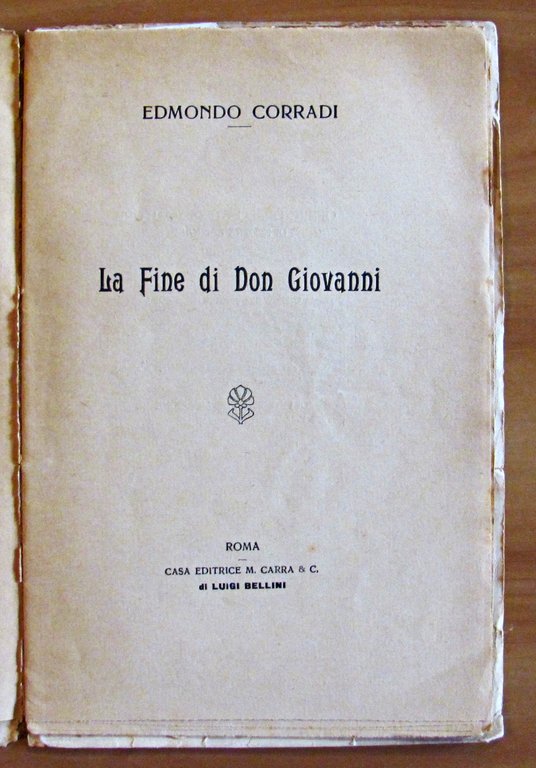 EDMONDO CORRADI
La Fine di Don Giovanni
ROMA
CASA EDITRICE M. CARRA & C.
di LUIGI BELLINI